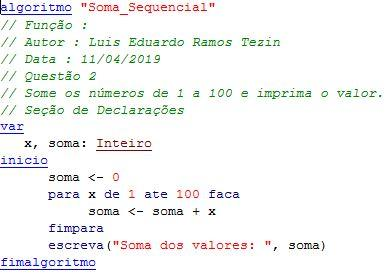 algoritmo "Soma_Sequencial"
// Função :
// Autor : Luis Eduardo Ramos Tezin
// Data : 11/04/2019
// Questão 2
// Some os números de 1 a 100 e imprima o valor.
// Seção de Declarações
var
x, soma: Inteiro
inicio
soma <- 0
para x de 1 ate 100 faca
soma <- soma + x
fimpara
escreva("Soma dos valores: ", soma)
fimalgoritmo